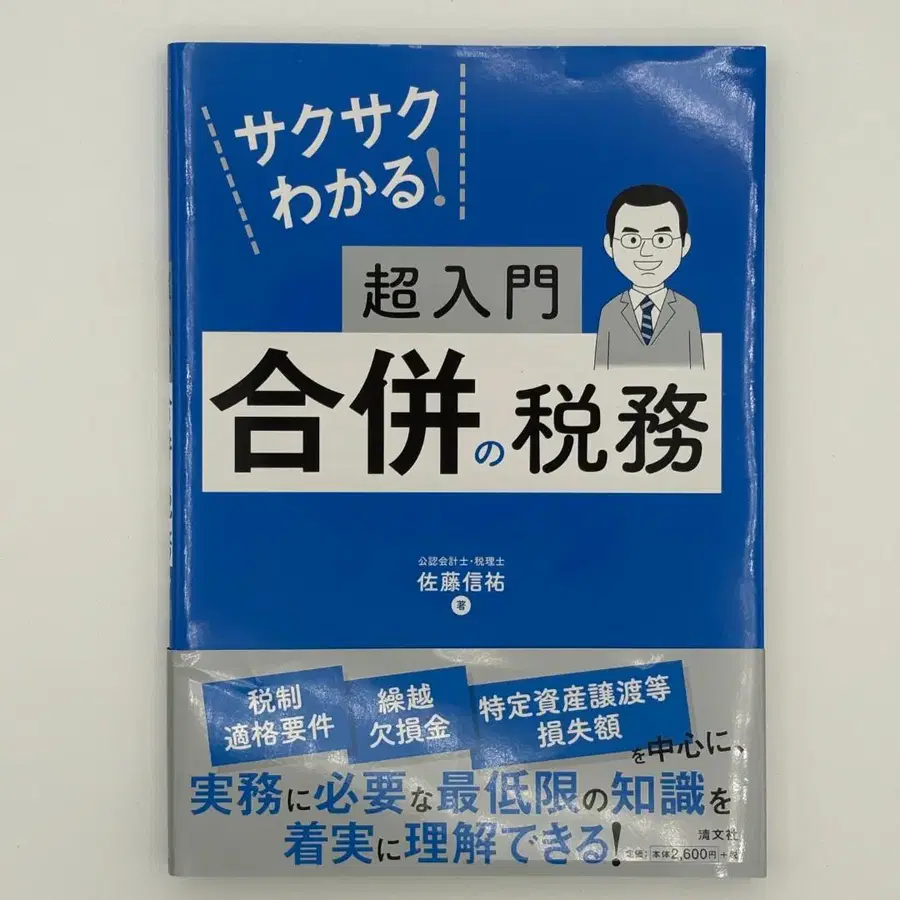 サクサク
わかる!
超入門
合併の税務
公認会計士・税理士
佐藤信祐
著
税制
適格要件
繰越
欠損金
特定資産譲渡等
損失額
を中心に、
実務に必要な最低限の知識を
着実に理解できる!
清文社
定価:本体2,600円+税